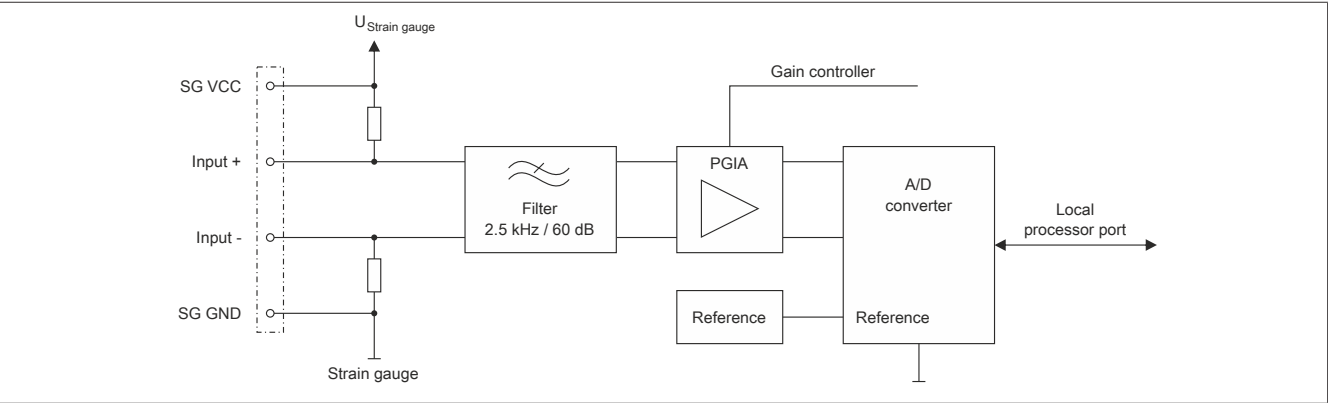 U Strain gauge
SG VCC
Gain controller
Input +
PGIA
A/D
converter
Filter
2.5 kHz / 60 dB
Local
processor port
Input -
SG GND
Reference
Reference
Strain gauge